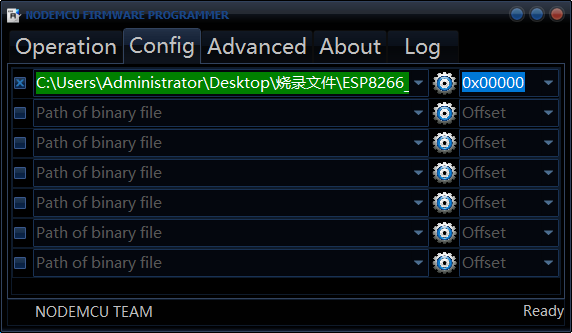 NODEMCU FIRMWARE PROGRAMMER
Operation Config Advanced About Log
C:\Users\Administrator\Desktop\烧录文件\ESP8266_ 0x00000
Path of binary file Offset
Path of binary file Offset
Path of binary file Offset
Path of binary file Offset
Path of binary file Offset
Path of binary file Offset
NODEMCU TEAM Ready